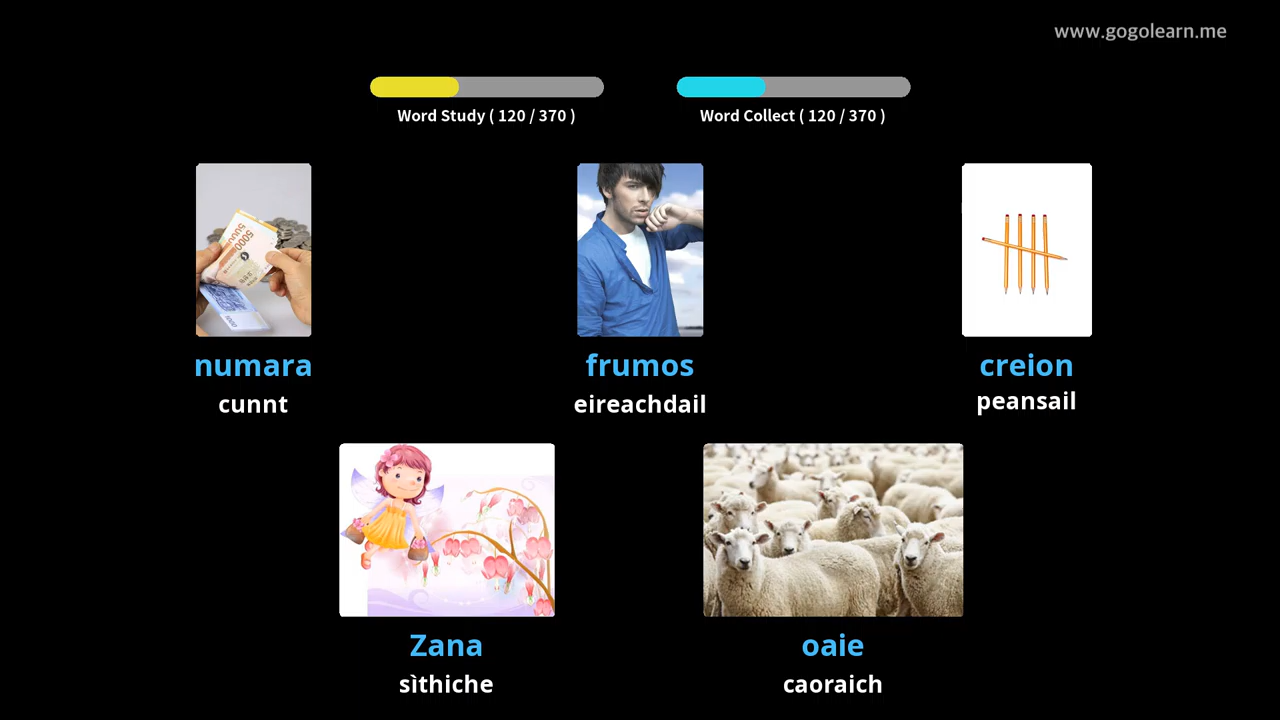 www.gogolearn.me
Word Study ( 120 / 370 )
Word Collect ( 120 / 370 )
numara
cunnt
frumos
eireachdail
creion
peansail
Zana
sìthiche
oaie
caoraich